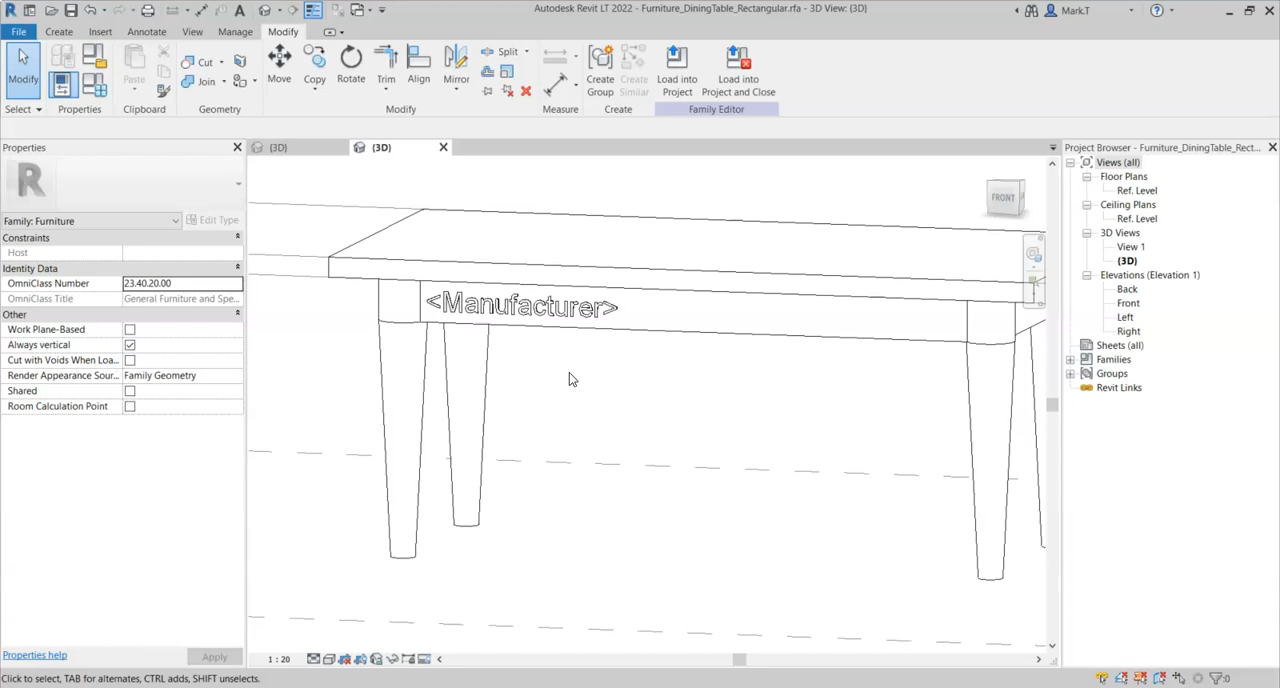 Autodesk Revit LT 2022 - Furniture_DiningTable_Rectangular.rfa - 3D View: {3D}
Mark.T
File Create Insert Annotate View Manage Modify
Modify
Paste
Cut
Join
Move
Copy
Rotate
Trim
Align
Mirror
Split
Create Group
Create Similar
Load into Project
Load into Project and Close
Select
Properties
Clipboard
Geometry
Modify
Measure
Create
Family Editor
Properties
{3D}
{3D}
Project Browser - Furniture_DiningTable_Rect...
R
Family: Furniture
Edit Type
Constraints
Host
Identity Data
OmniClass Number 23.40.20.00
OmniClass Title General Furniture and Spe...
Other
Work Plane-Based
Always vertical
Cut with Voids When Loa...
Render Appearance Sour... Family Geometry
Shared
Room Calculation Point
Properties help
Apply
<Manufacturer>
FRONT
Views (all)
Floor Plans
Ref. Level
Ceiling Plans
Ref. Level
3D Views
View 1
{3D}
Elevations (Elevation 1)
Back
Front
Left
Right
Sheets (all)
Families
Groups
Revit Links
1 : 20
Click to select, TAB for alternates, CTRL adds, SHIFT unselects.
:0